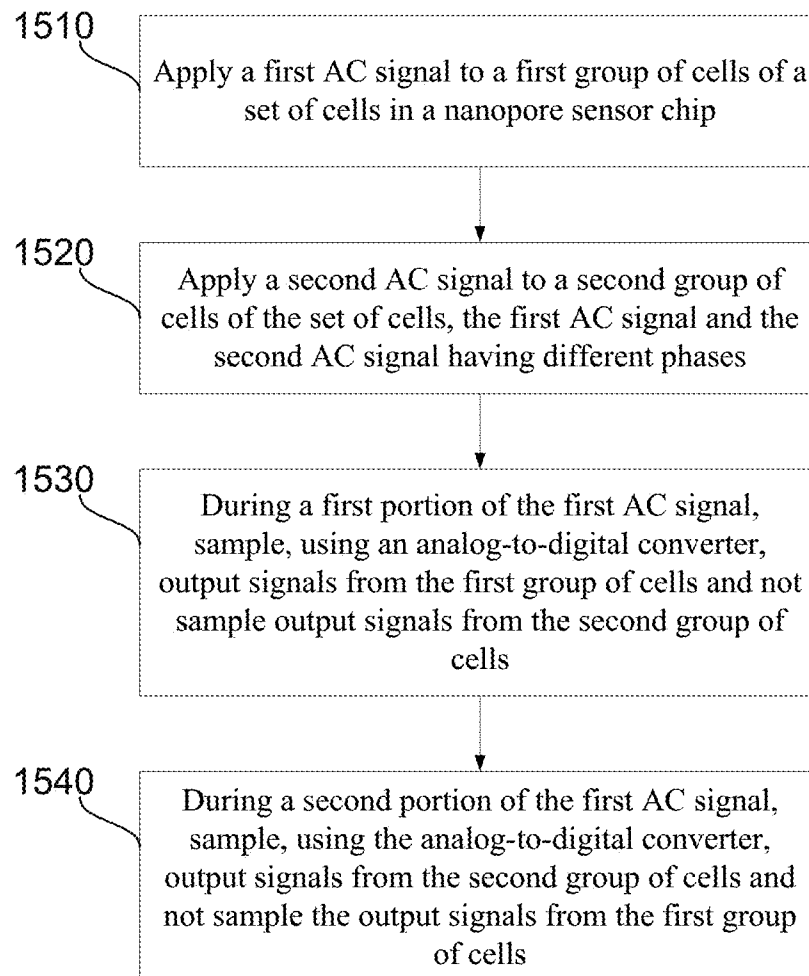 1510
Apply a first AC signal to a first group of cells of a
set of cells in a nanopore sensor chip
1520
Apply a second AC signal to a second group of
cells of the set of cells, the first AC signal and the
second AC signal having different phases
1530
During a first portion of the first AC signal,
sample, using an analog-to-digital converter,
output signals from the first group of cells and not
sample output signals from the second group of
cells
1540
During a second portion of the first AC signal,
sample, using the analog-to-digital converter,
output signals from the second group of cells and
not sample the output signals from the first group
of cells